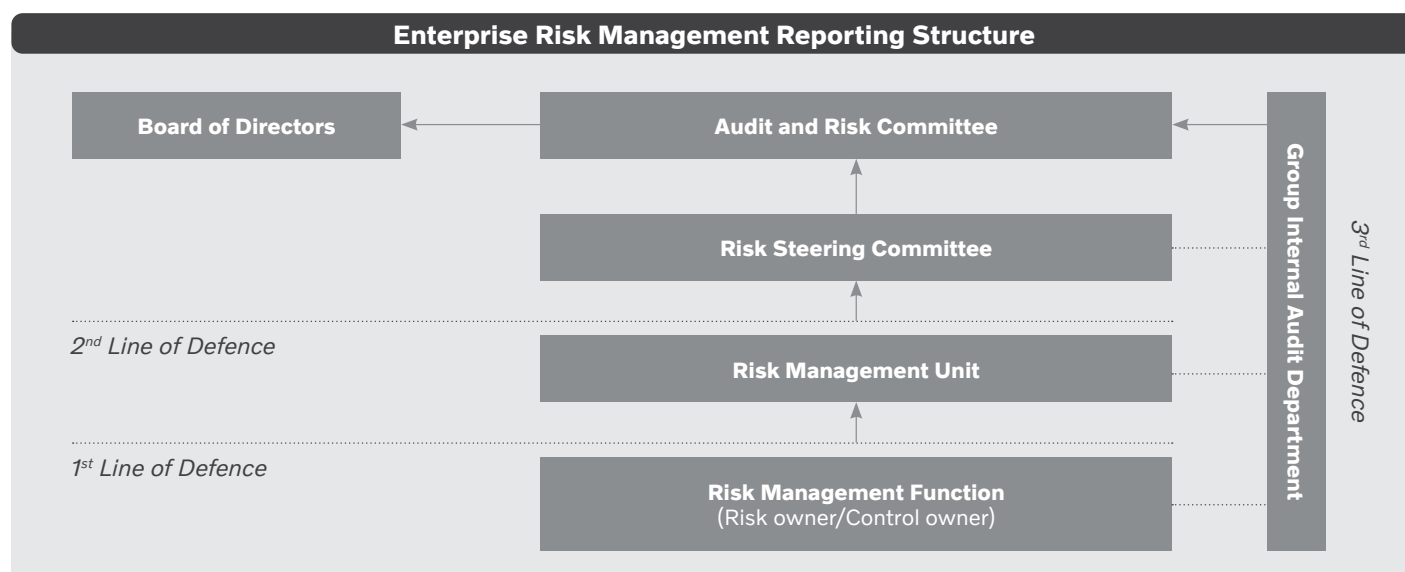 Enterprise Risk Management Reporting Structure
Board of Directors
Audit and Risk Committee
Risk Steering Committee
2nd Line of Defence
Risk Management Unit
1st Line of Defence
Risk Management Function
(Risk owner/Control owner)
Group Internal Audit Department
3rd Line of Defence